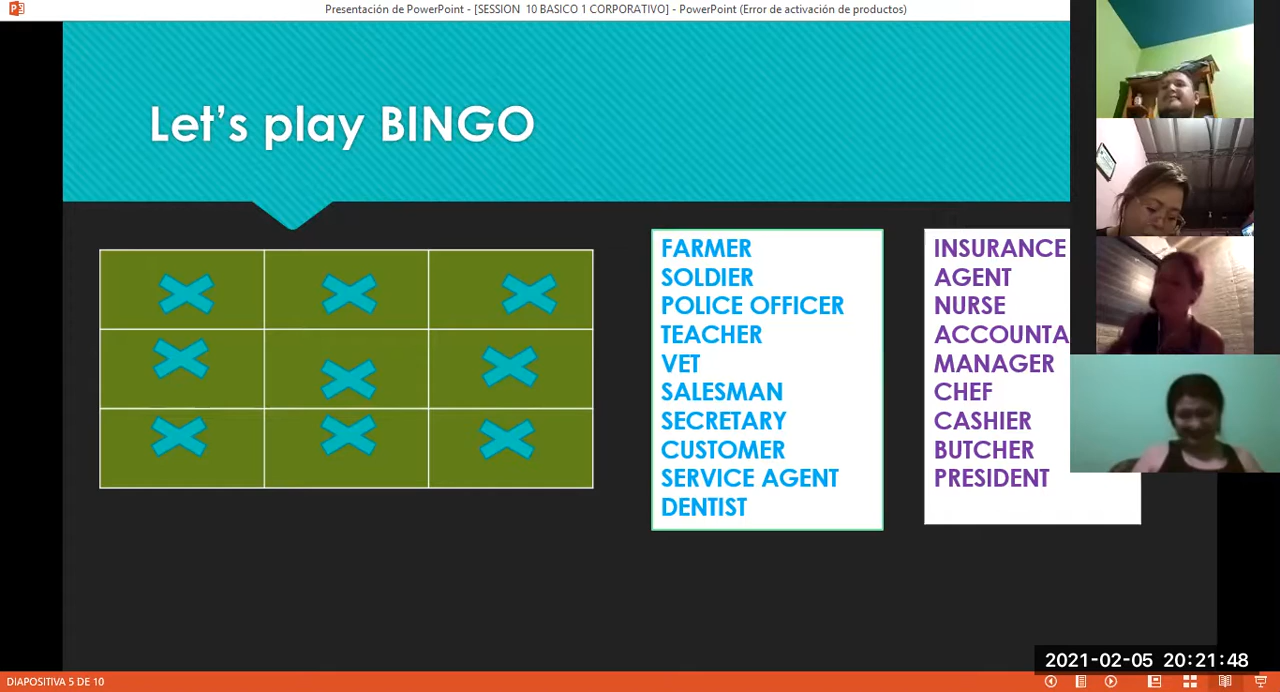 Presentación de PowerPoint - [SESSION 10 BASICO 1 CORPORATIVO] - PowerPoint (Error de activación de productos)
Let's play BINGO
FARMER
SOLDIER
POLICE OFFICER
TEACHER
VET
SALESMAN
SECRETARY
CUSTOMER
SERVICE AGENT
DENTIST
INSURANCE
AGENT
NURSE
ACCOUNTA
MANAGER
CHEF
CASHIER
BUTCHER
PRESIDENT
2021-02-05 20:21:48
DIAPOSITIVA 5 DE 10